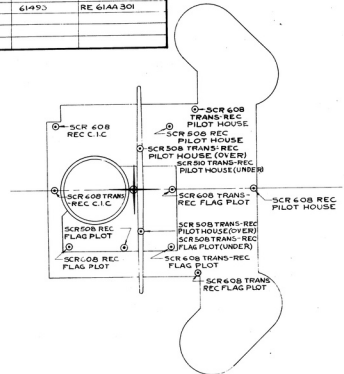 61493 RE 61AA 301
SCR 608
TRANS-REC
PILOT HOUSE
SCR 608
REC C.I.C
SCR 508 REC
PILOT HOUSE
SCR 508 TRANS-REC
PILOT HOUSE (OVER)
SCR 510 TRANS-REC
PILOT HOUSE (UNDER)
SCR 608 TRANS
REC C.I.C
SCR 608 TRANS-
REC FLAG PLOT
SCR 608 REC
PILOT HOUSE
SCR 508 REC
FLAG PLOT
SCR 508 TRANS-REC
PILOT HOUSE (OVER)
SCR 508 TRANS-REC
FLAG PLOT (UNDER)
SCR 608 REC
FLAG PLOT
SCR 608 TRANS-REC
FLAG PLOT
SCR 608 TRANS
REC FLAG PLOT